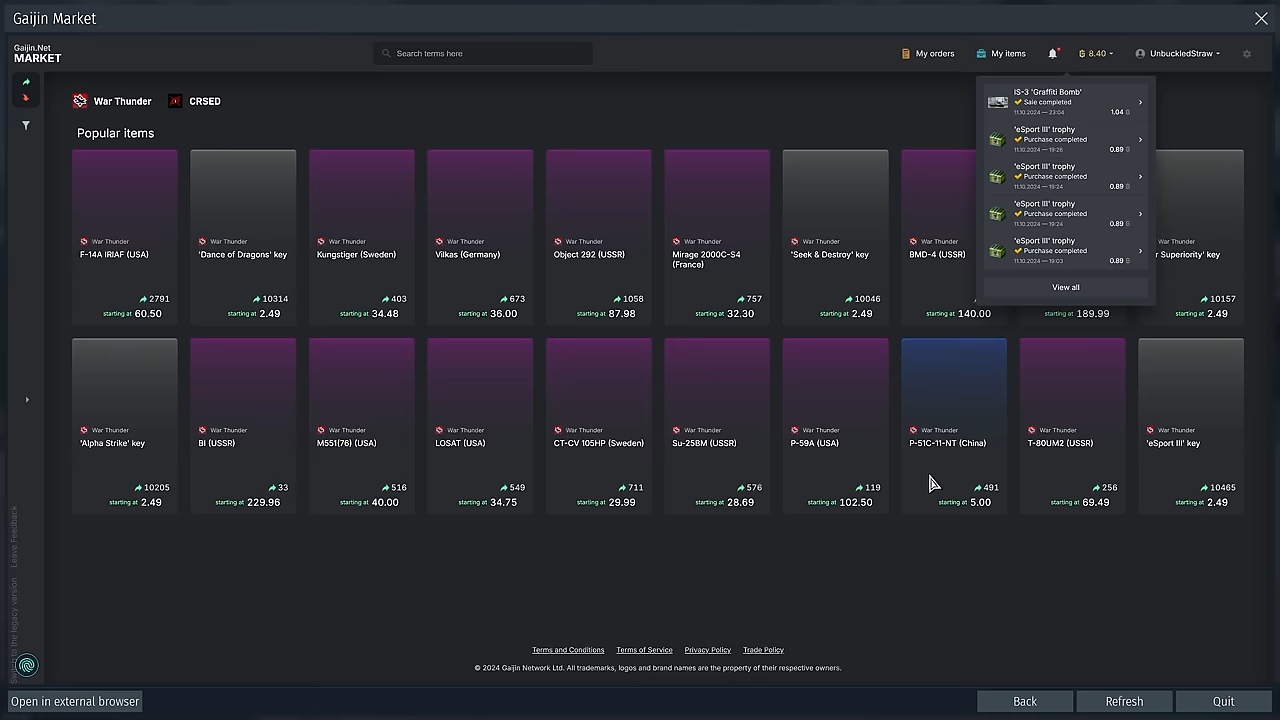 Gaijin Market
Gaijin.Net
MARKET
Search terms here
My orders
My items
8.40
UnbuckledStraw
War Thunder
CRSED
Popular items
IS-3 'Graffiti Bomb'
Sale completed
11.10.2024 — 23:04
1.04
'eSport III' trophy
Purchase completed
11.10.2024 — 19:26
0.89
'eSport III' trophy
Purchase completed
11.10.2024 — 19:24
0.89
'eSport III' trophy
Purchase completed
11.10.2024 — 19:24
0.89
'eSport III' trophy
Purchase completed
11.10.2024 — 19:03
0.89
View all
War Thunder
F-14A IRIAF (USA)
2791
starting at 60.50
War Thunder
'Dance of Dragons' key
10314
starting at 2.49
War Thunder
Kungstiger (Sweden)
403
starting at 34.48
War Thunder
Vilkas (Germany)
673
starting at 36.00
War Thunder
Object 292 (USSR)
1058
starting at 87.98
War Thunder
Mirage 2000C-S4
(France)
757
starting at 32.30
War Thunder
'Seek & Destroy' key
10046
starting at 2.49
War Thunder
BMD-4 (USSR)
starting at 140.00
starting at 189.99
War Thunder
r Superiority' key
10157
starting at 2.49
War Thunder
'Alpha Strike' key
10205
starting at 2.49
War Thunder
BI (USSR)
33
starting at 229.96
War Thunder
M551(76) (USA)
516
starting at 40.00
War Thunder
LOSAT (USA)
549
starting at 34.75
War Thunder
CT-CV 105HP (Sweden)
711
starting at 29.99
War Thunder
Su-25BM (USSR)
576
starting at 28.69
War Thunder
P-59A (USA)
119
starting at 102.50
War Thunder
P-51C-11-NT (China)
491
starting at 5.00
War Thunder
T-80UM2 (USSR)
256
starting at 69.49
War Thunder
'eSport III' key
10465
starting at 2.49
Leave Feedback
Switch to the legacy version
Terms and Conditions
Terms of Service
Privacy Policy
Trade Policy
© 2024 Gaijin Network Ltd. All trademarks, logos and brand names are the property of their respective owners.
Open in external browser
Back
Refresh
Quit